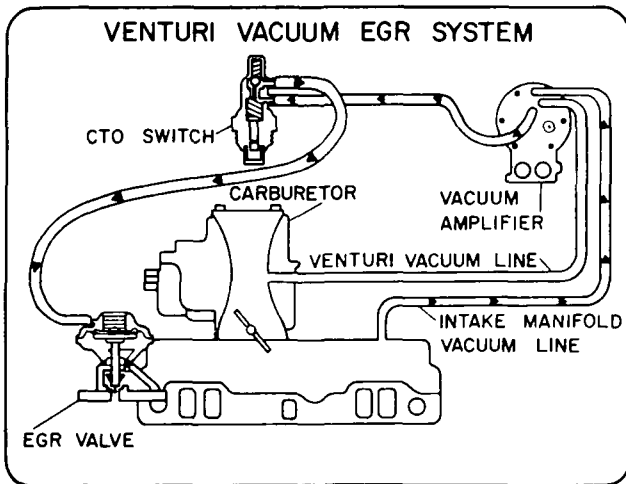 VENTURI VACUUM EGR SYSTEM
CTO SWITCH
CARBURETOR
VACUUM
AMPLIFIER
VENTURI VACUUM LINE
INTAKE MANIFOLD
VACUUM LINE
EGR VALVE